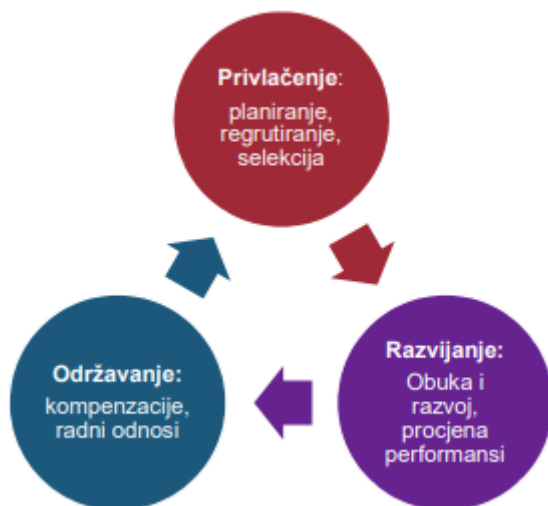 Privlačenje:
planiranje,
regrutiranje,
selekcija
Razvijanje:
Obuka i
razvoj,
procjena
performansi
Održavanje:
kompenzacije,
radni odnosi